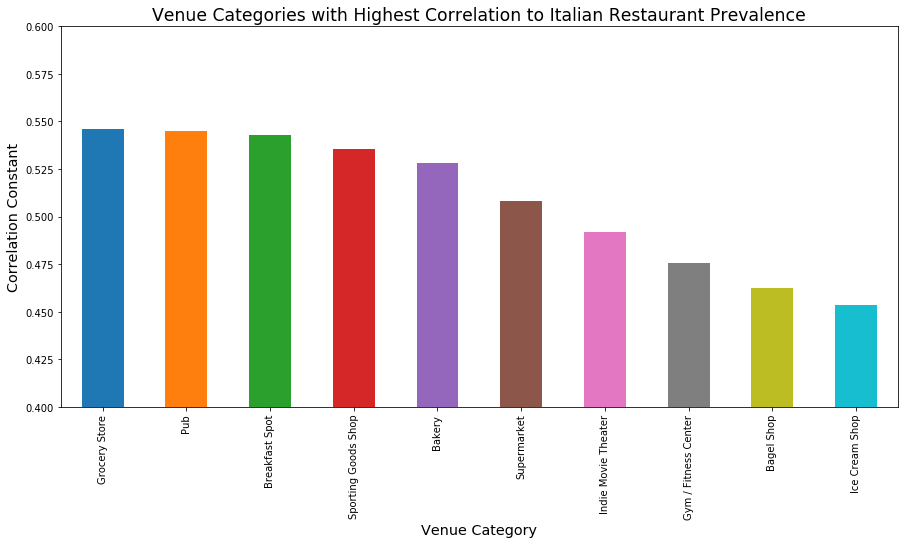 Venue Categories with Highest Correlation to Italian Restaurant Prevalence
Correlation Constant
0.600
0.575
0.550
0.525
0.500
0.475
0.450
0.425
0.400
Grocery Store
Pub
Breakfast Spot
Sporting Goods Shop
Bakery
Supermarket
Indie Movie Theater
Gym / Fitness Center
Bagel Shop
Ice Cream Shop
Venue Category